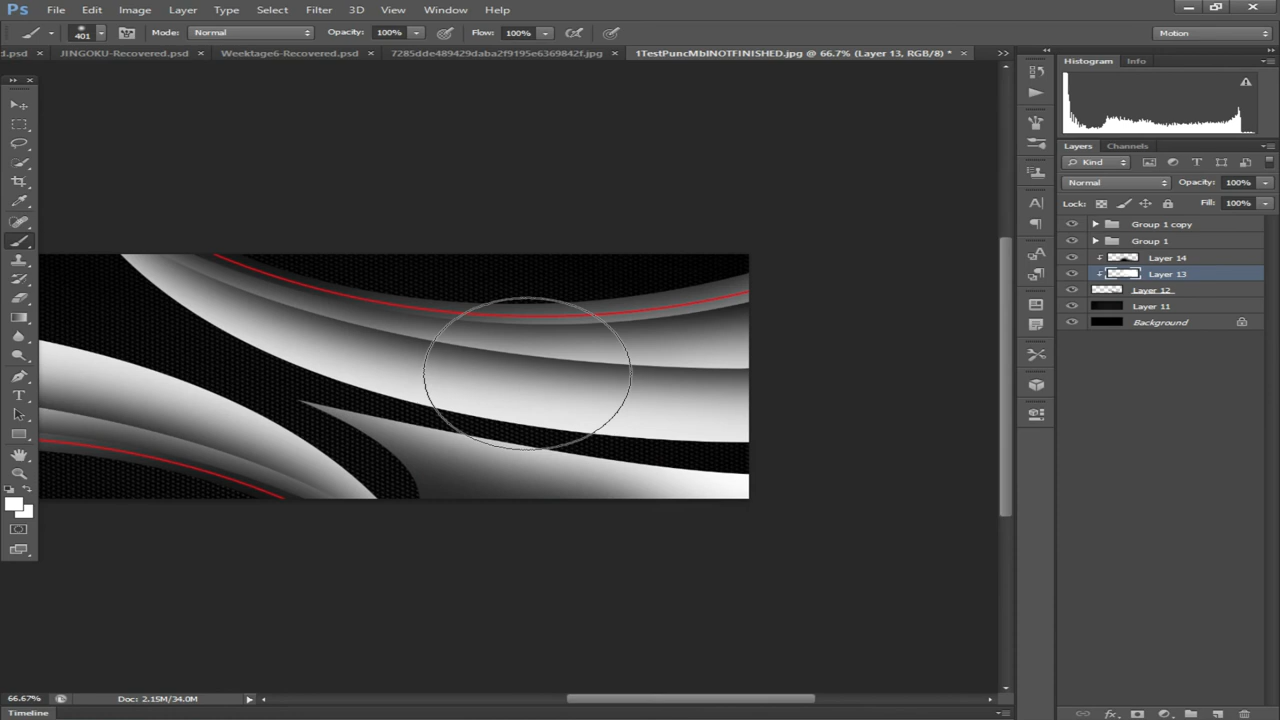 Ps File Edit Image Layer Type Select Filter 3D View Window Help
401 Mode: Normal Opacity: 100% Flow: 100% Motion
d.psd × JINGOKU-Recovered.psd × Weektage6-Recovered.psd × 7285dde489429daba2f9195e6369842f.jpg × 1TestPuncMblNOTFINISHED.jpg @ 66.7% (Layer 13, RGB/8) * ×
Histogram Info
Layers Channels
Kind
Normal Opacity: 100%
Lock: Fill: 100%
Group 1 copy
Group 1
Layer 14
Layer 13
Layer 12
Layer 11
Background
66.67% Doc: 2.15M/34.0M
Timeline